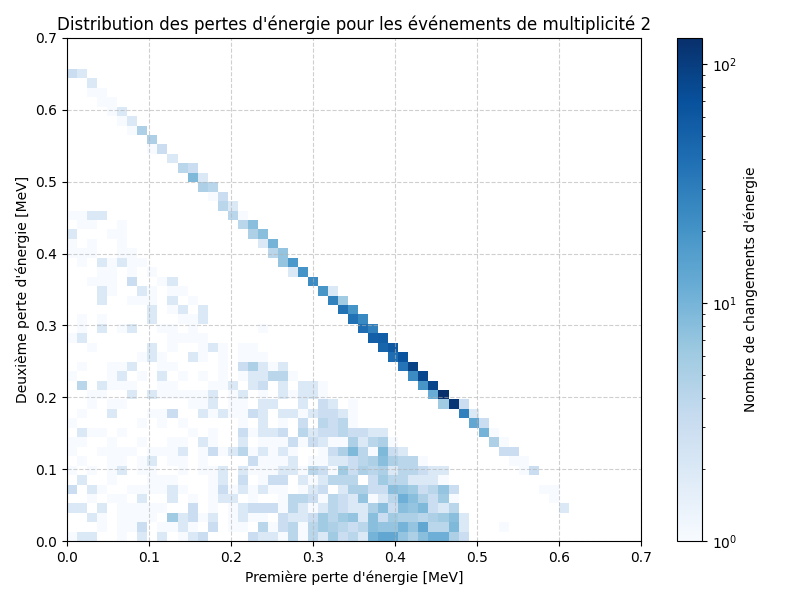 Distribution des pertes d'énergie pour les événements de multiplicité 2
0.7
0.6
0.5
0.4
0.3
0.2
0.1
0.0
Deuxième perte d'énergie [MeV]
0.0 0.1 0.2 0.3 0.4 0.5 0.6 0.7
Première perte d'énergie [MeV]
10²
10¹
10⁰
Nombre de changements d'énergie